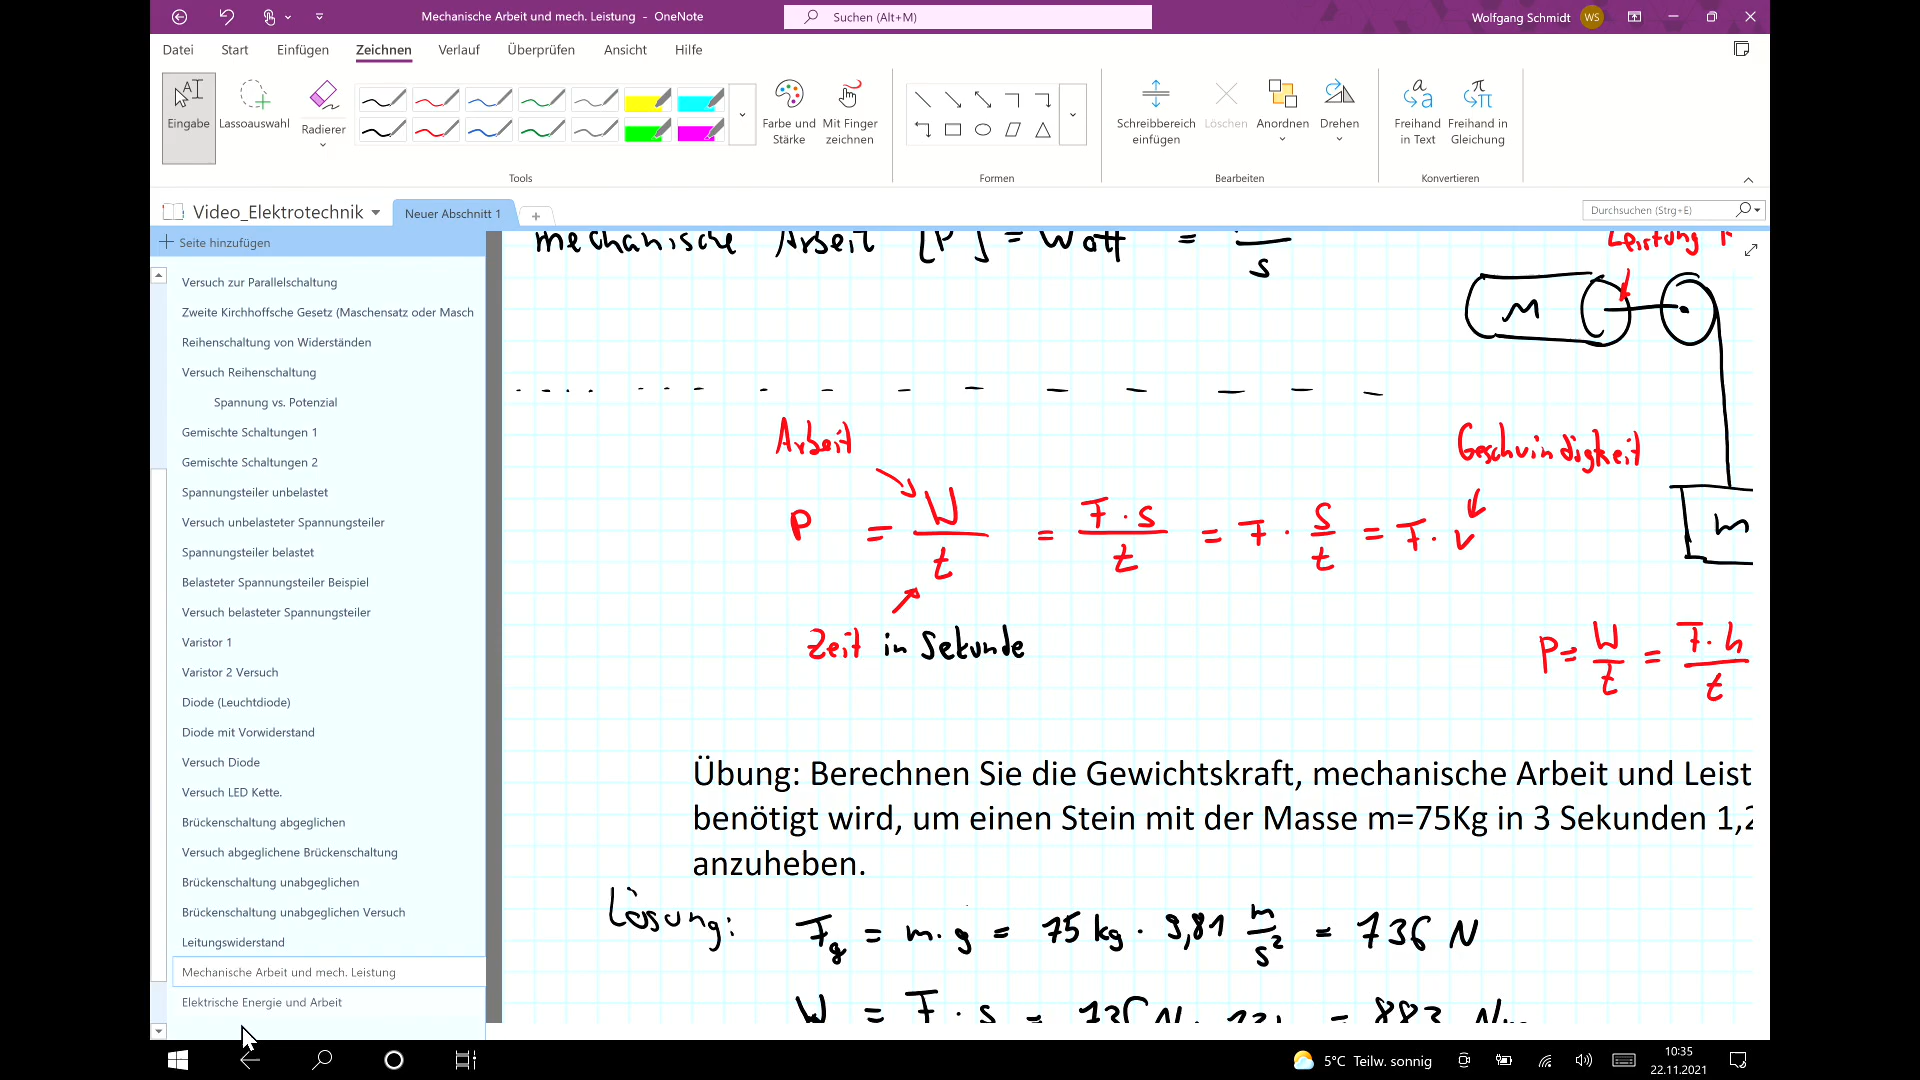 Mechanische Arbeit und mech. Leistung - OneNote
Suchen (Alt+M)
Wolfgang Schmidt WS
Datei Start Einfügen Zeichnen Verlauf Überprüfen Ansicht Hilfe
Eingabe Lassoauswahl Radierer Farbe und Stärke Mit Finger zeichnen Schreibbereich einfügen Löschen Anordnen Drehen Freihand in Text Freihand in Gleichung
Tools Formen Bearbeiten Konvertieren
Video_Elektrotechnik Neuer Abschnitt 1 Durchsuchen (Strg+E)
Seite hinzufügen
Versuch zur Parallelschaltung
Zweite Kirchhoffsche Gesetz (Maschensatz oder Masch
Reihenschaltung von Widerständen
Versuch Reihenschaltung
Spannung vs. Potenzial
Gemischte Schaltungen 1
Gemischte Schaltungen 2
Spannungsteiler unbelastet
Versuch unbelasteter Spannungsteiler
Spannungsteiler belastet
Belasteter Spannungsteiler Beispiel
Versuch belasteter Spannungsteiler
Varistor 1
Varistor 2 Versuch
Diode (Leuchtdiode)
Diode mit Vorwiderstand
Versuch Diode
Versuch LED Kette.
Brückenschaltung abgeglichen
Versuch abgeglichene Brückenschaltung
Brückenschaltung unabgeglichen
Brückenschaltung unabgeglichen Versuch
Leitungswiderstand
Mechanische Arbeit und mech. Leistung
Elektrische Energie und Arbeit
mechanische Arbeit [P] = Watt = /s
Leistung P
M
m
Arbeit
Geschwindigkeit
P = W/t = F · s/t = F · s/t = F · v
Zeit in Sekunde
P = W/t = F · h/t
Übung: Berechnen Sie die Gewichtskraft, mechanische Arbeit und Leist
benötigt wird, um einen Stein mit der Masse m=75Kg in 3 Sekunden 1,2
anzuheben.
Lösung: Fg = m · g = 75 kg · 9,81 m/s² = 736 N
W = F · s = 736 N · = 883 Nm
5°C Teilw. sonnig
10:35
22.11.2021